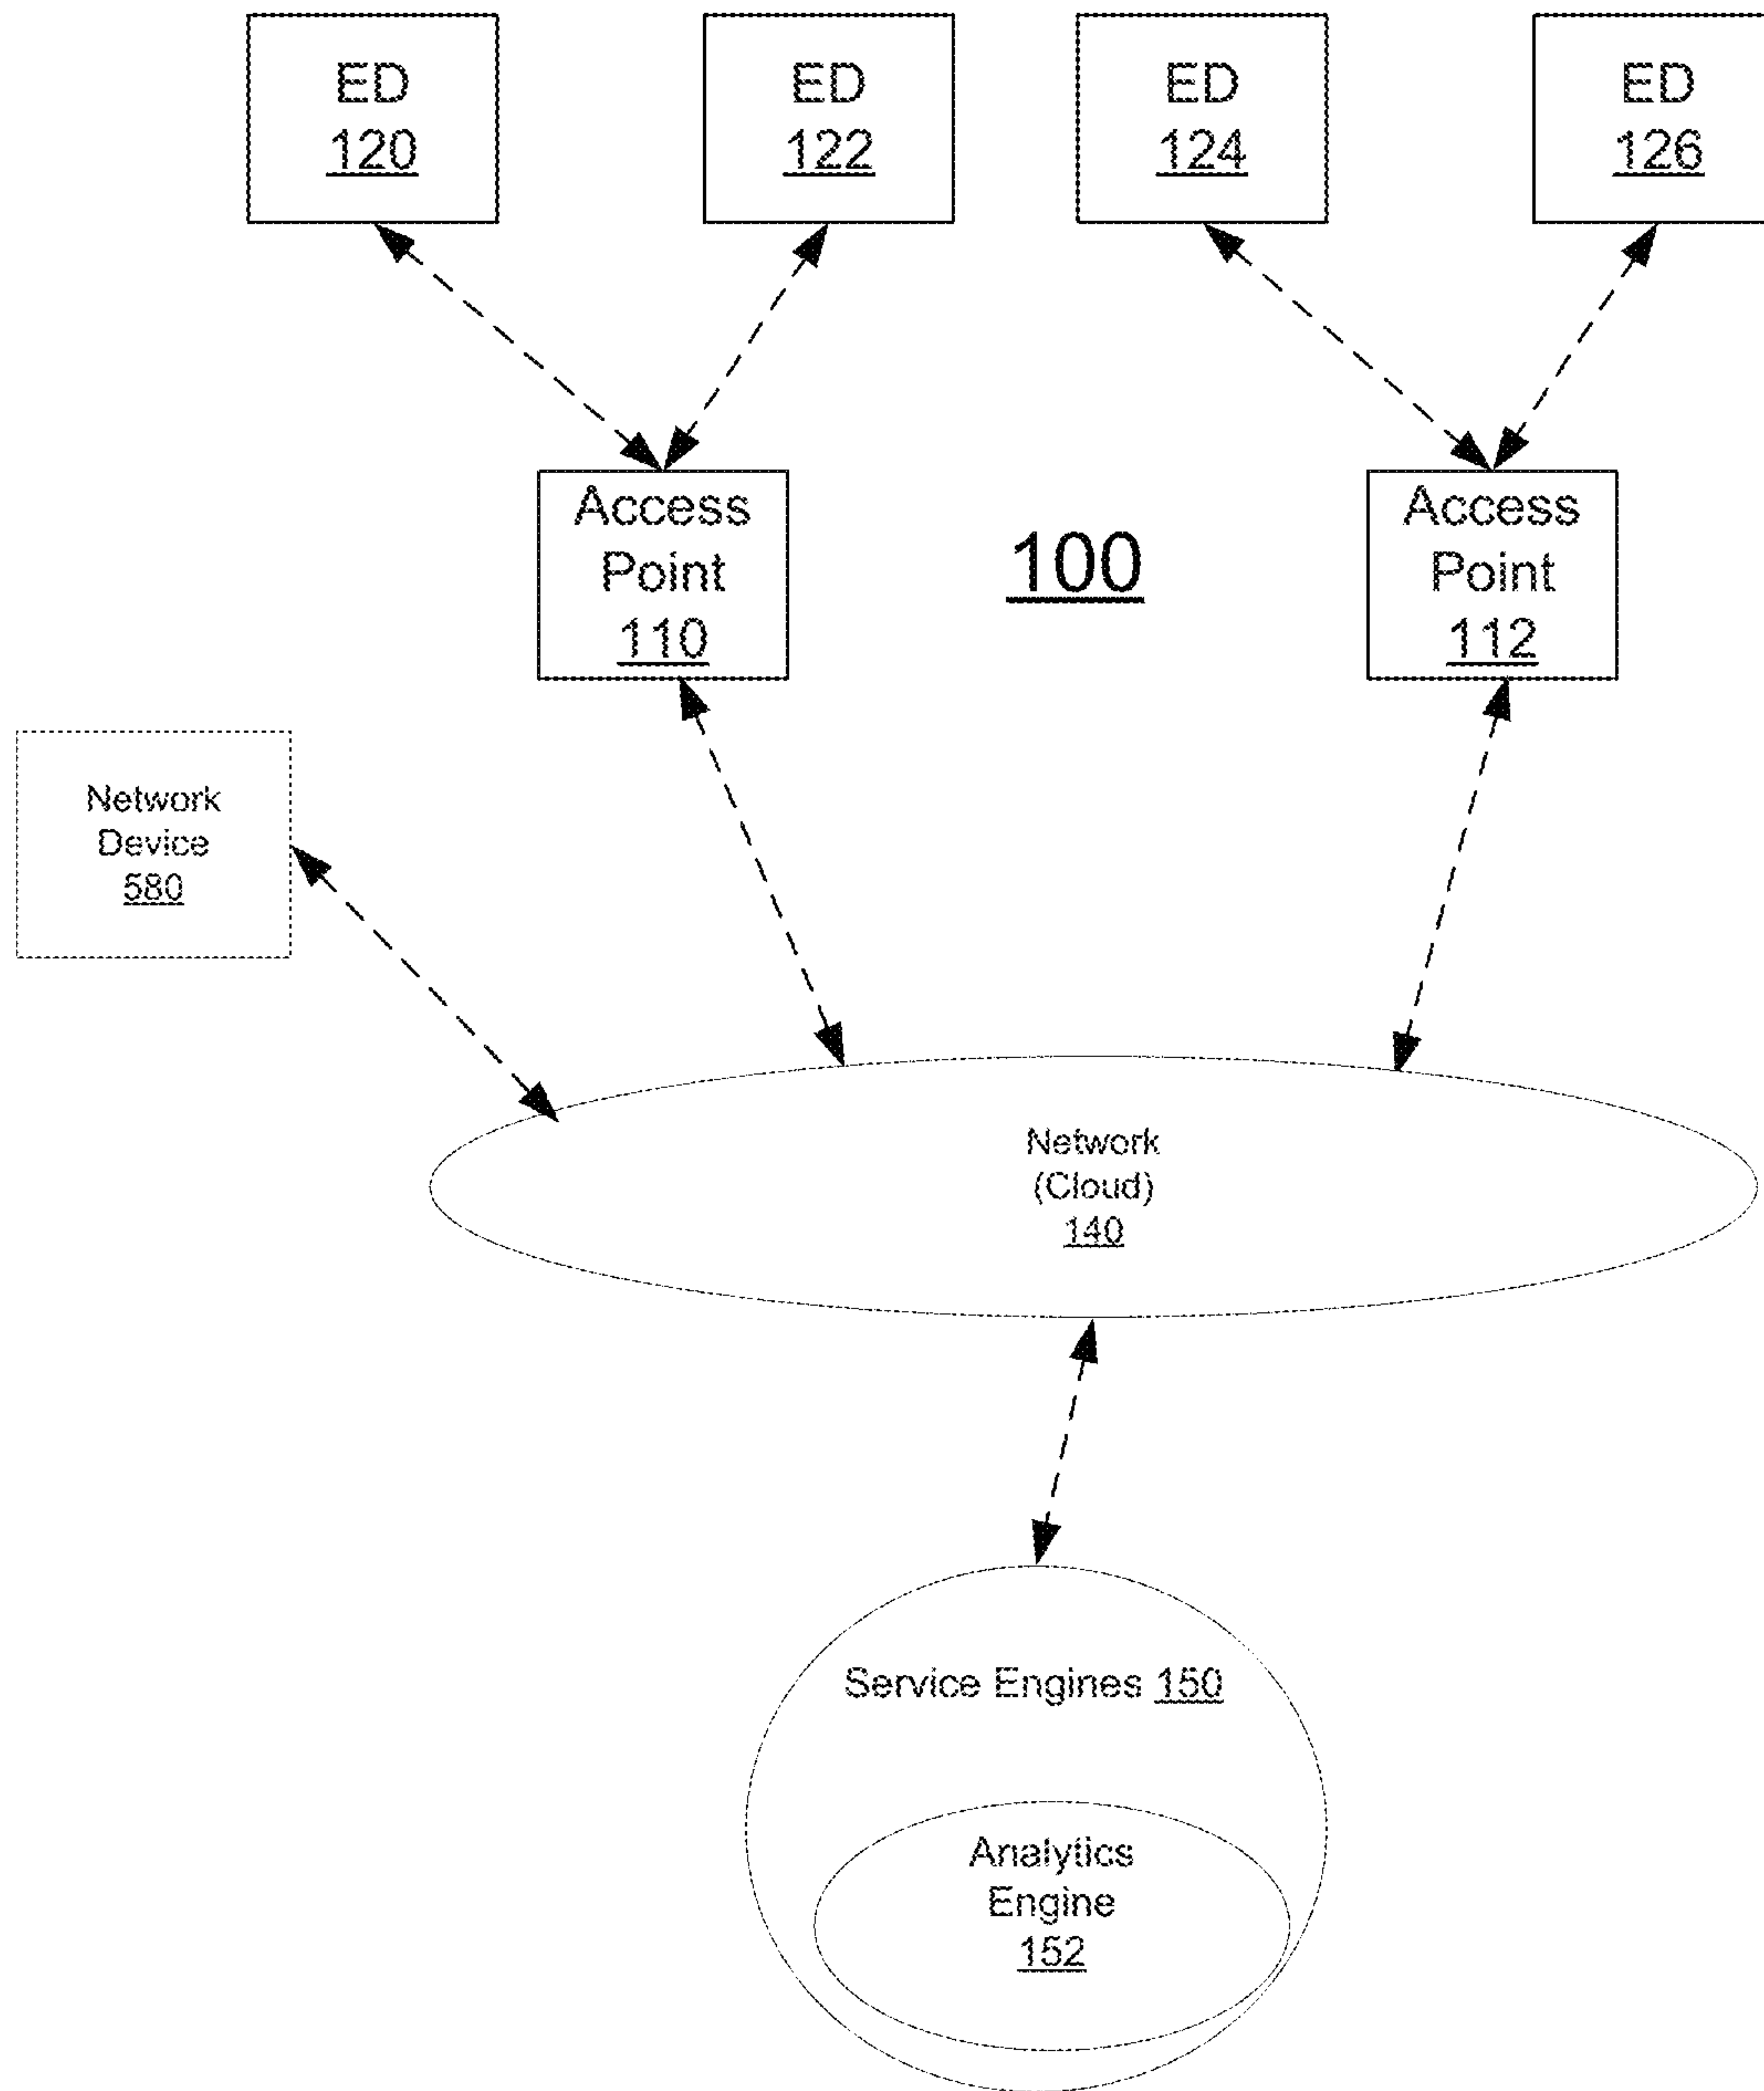 ED
120
ED
122
ED
124
ED
126
Access
Point
110
100
Access
Point
112
Network
Device
580
Network
(Cloud)
140
Service Engines 150
Analytics
Engine
152